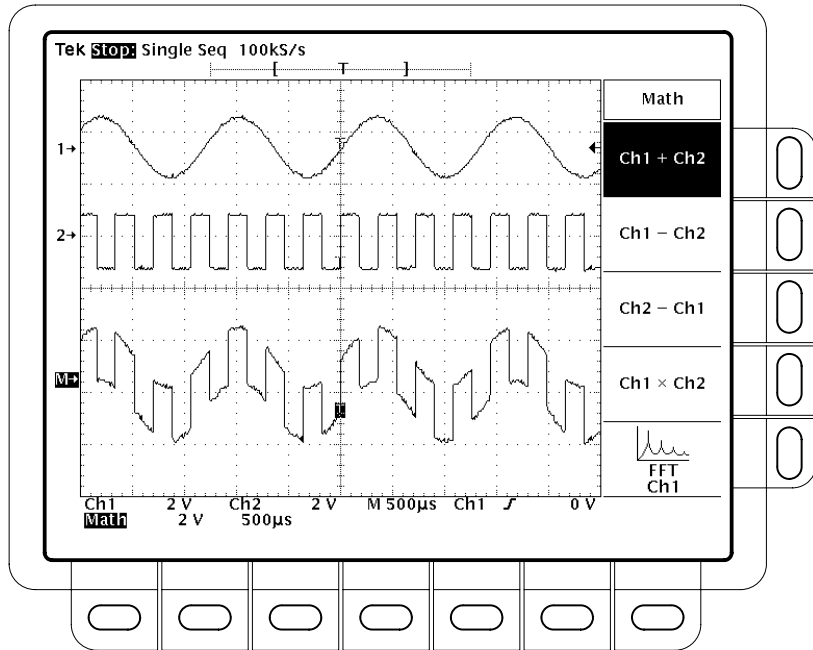 Tek Stop: Single Seq 100kS/s
[ T ]
Math
T
1→
Ch1 + Ch2
2→
Ch1 − Ch2
Ch2 − Ch1
M→
Ch1 × Ch2
T
FFT
Ch1
Ch1 2 V Ch2 2 V M 500µs Ch1 0 V
Math 2 V 500µs